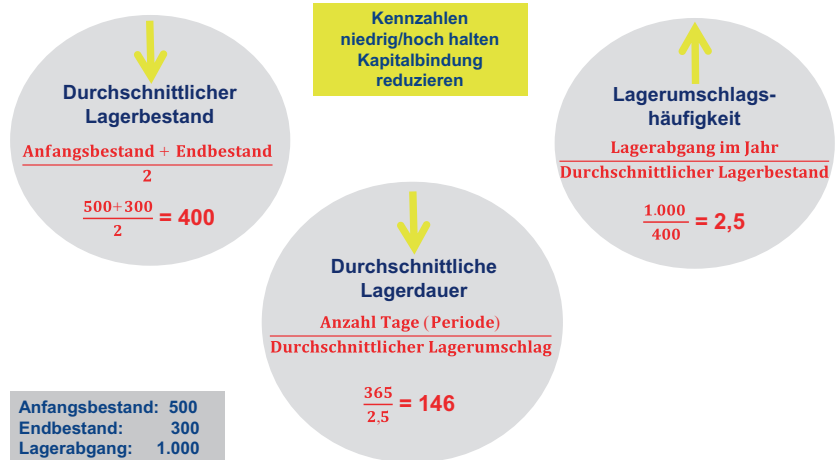 Kennzahlen
niedrig/hoch halten
Kapitalbindung
reduzieren
Durchschnittlicher
Lagerbestand
Anfangsbestand + Endbestand
2
500+300
2
= 400
Lagerumschlags-
häufigkeit
Lagerabgang im Jahr
Durchschnittlicher Lagerbestand
1.000
400
= 2,5
Durchschnittliche
Lagerdauer
Anzahl Tage (Periode)
Durchschnittlicher Lagerumschlag
365
2,5
= 146
Anfangsbestand: 500
Endbestand: 300
Lagerabgang: 1.000